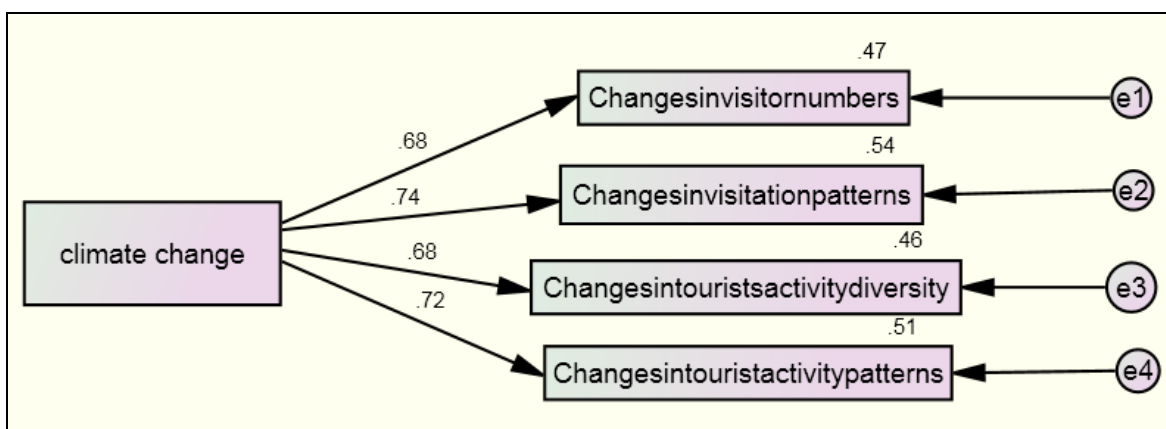 .47
Changesinvisitornumbers
e1
.68
.54
.74
Changesinvisitationpatterns
e2
climate change
.46
.68
Changesintouristsactivitydiversity
e3
.72
.51
Changesintouristactivitypatterns
e4